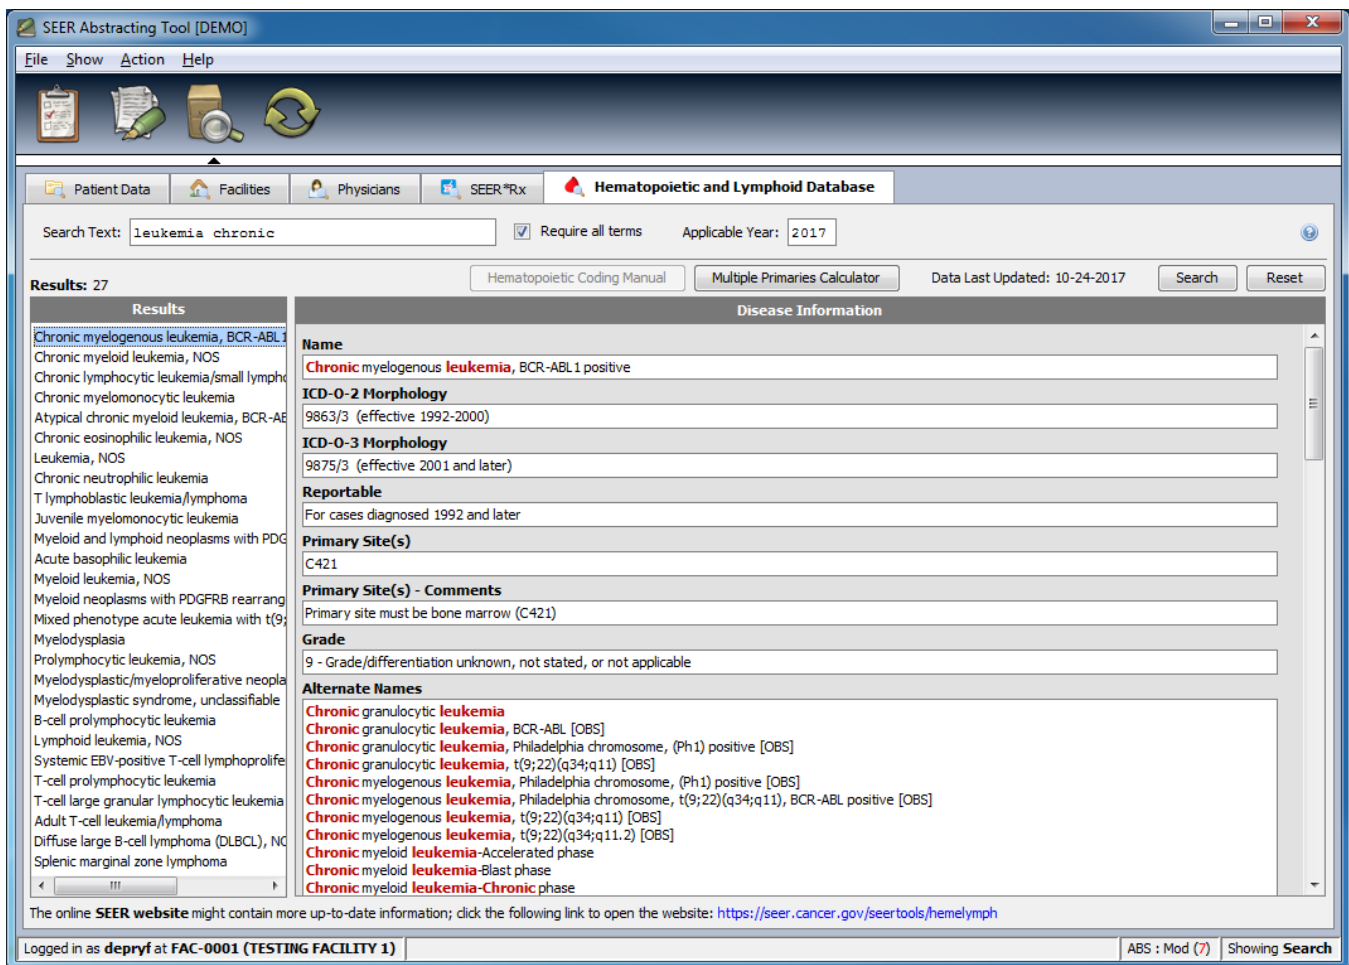 SEER Abstracting Tool [DEMO]
File Show Action Help
Patient Data Facilities Physicians SEER*Rx Hematopoietic and Lymphoid Database
Search Text: leukemia chronic Require all terms Applicable Year: 2017
Results: 27 Hematopoietic Coding Manual Multiple Primaries Calculator Data Last Updated: 10-24-2017 Search Reset
Results
Chronic myelogenous leukemia, BCR-ABL1
Chronic myeloid leukemia, NOS
Chronic lymphocytic leukemia/small lympho
Chronic myelomonocytic leukemia
Atypical chronic myeloid leukemia, BCR-AB
Chronic eosinophilic leukemia, NOS
Leukemia, NOS
Chronic neutrophilic leukemia
T lymphoblastic leukemia/lymphoma
Juvenile myelomonocytic leukemia
Myeloid and lymphoid neoplasms with PDG
Acute basophilic leukemia
Myeloid leukemia, NOS
Myeloid neoplasms with PDGFRB rearrang
Mixed phenotype acute leukemia with t(9;
Myelodysplasia
Prolymphocytic leukemia, NOS
Myelodysplastic/myeloproliferative neopla
Myelodysplastic syndrome, unclassifiable
B-cell prolymphocytic leukemia
Lymphoid leukemia, NOS
Systemic EBV-positive T-cell lymphoprolife
T-cell prolymphocytic leukemia
T-cell large granular lymphocytic leukemia
Adult T-cell leukemia/lymphoma
Diffuse large B-cell lymphoma (DLBCL), NO
Splenic marginal zone lymphoma
Disease Information
Name
Chronic myelogenous leukemia, BCR-ABL1 positive
ICD-O-2 Morphology
9863/3 (effective 1992-2000)
ICD-O-3 Morphology
9875/3 (effective 2001 and later)
Reportable
For cases diagnosed 1992 and later
Primary Site(s)
C421
Primary Site(s) - Comments
Primary site must be bone marrow (C421)
Grade
9 - Grade/differentiation unknown, not stated, or not applicable
Alternate Names
Chronic granulocytic leukemia
Chronic granulocytic leukemia, BCR-ABL [OBS]
Chronic granulocytic leukemia, Philadelphia chromosome, (Ph1) positive [OBS]
Chronic granulocytic leukemia, t(9;22)(q34;q11) [OBS]
Chronic myelogenous leukemia, Philadelphia chromosome, (Ph1) positive [OBS]
Chronic myelogenous leukemia, Philadelphia chromosome, t(9;22)(q34;q11), BCR-ABL positive [OBS]
Chronic myelogenous leukemia, t(9;22)(q34;q11) [OBS]
Chronic myelogenous leukemia, t(9;22)(q34;q11.2) [OBS]
Chronic myeloid leukemia-Accelerated phase
Chronic myeloid leukemia-Blast phase
Chronic myeloid leukemia-Chronic phase
The online SEER website might contain more up-to-date information; click the following link to open the website: https://seer.cancer.gov/seertools/hemelymph
Logged in as depryf at FAC-0001 (TESTING FACILITY 1) ABS : Mod (7) Showing Search